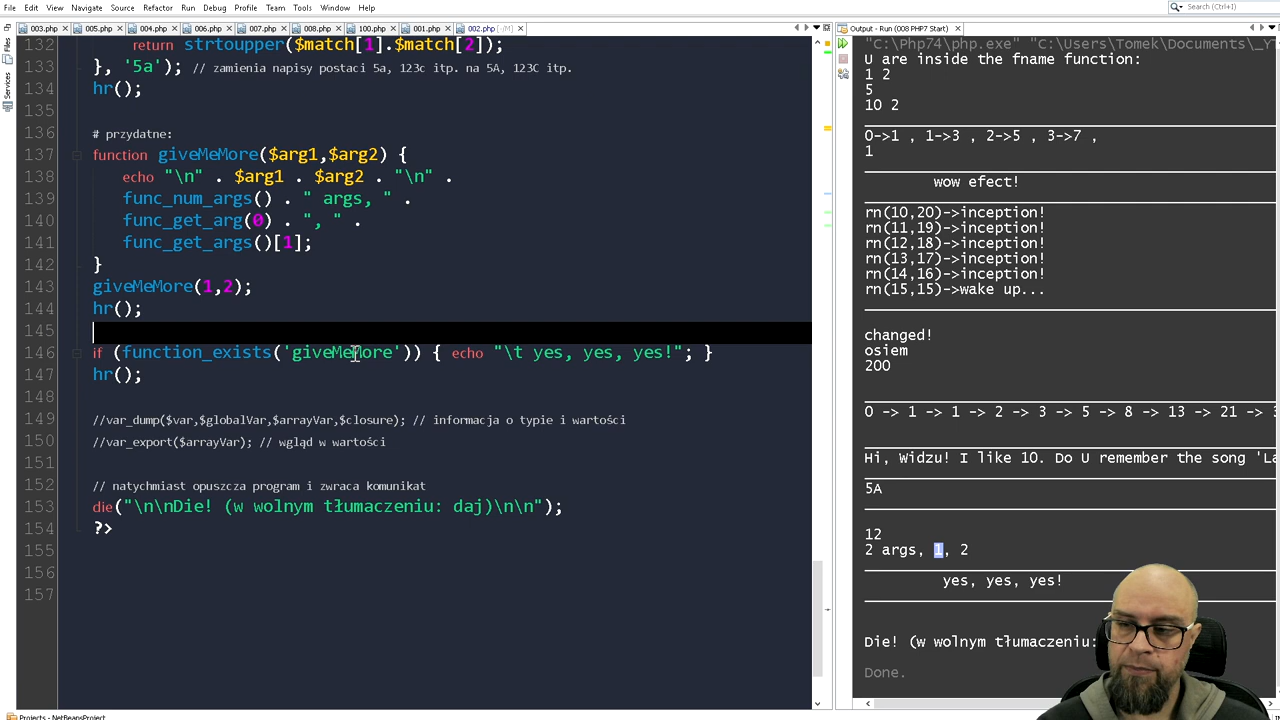 File Edit View Navigate Source Refactor Run Debug Profile Team Tools Window Help
Search (Ctrl+I)
003.php 005.php 004.php 006.php 007.php 008.php 100.php 001.php 002.php [-/M]
Output - Run (008 PHP7 Start)
Files
Services
132 return strtoupper($match[1].$match[2]);
133 }, '5a'); // zamienia napisy postaci 5a, 123c itp. na 5A, 123C itp.
134 hr();
135
136 # przydatne:
137 function giveMeMore($arg1,$arg2) {
138 echo "\n" . $arg1 . $arg2 . "\n" .
139 func_num_args() . " args, " .
140 func_get_arg(0) . ", " .
141 func_get_args()[1];
142 }
143 giveMeMore(1,2);
144 hr();
145
146 if (function_exists('giveMeMore')) { echo "\t yes, yes, yes!"; }
147 hr();
148
149 //var_dump($var,$globalVar,$arrayVar,$closure); // informacja o typie i wartości
150 //var_export($arrayVar); // wgląd w wartości
151
152 // natychmiast opuszcza program i zwraca komunikat
153 die("\n\nDie! (w wolnym tłumaczeniu: daj)\n\n");
154 ?>
155
156
157
"C:\Php74\php.exe" "C:\Users\Tomek\Documents\_YT
U are inside the fname function:
1 2
5
10 2
0->1 , 1->3 , 2->5 , 3->7 ,
1
wow efect!
rn(10,20)->inception!
rn(11,19)->inception!
rn(12,18)->inception!
rn(13,17)->inception!
rn(14,16)->inception!
rn(15,15)->wake up...
changed!
osiem
200
0 -> 1 -> 1 -> 2 -> 3 -> 5 -> 8 -> 13 -> 21 -> 3
Hi, Widzu! I like 10. Do U remember the song 'La
5A
12
2 args, 1, 2
yes, yes, yes!
Die! (w wolnym tłumaczeniu:
Done.
Projects - NetBeansProject